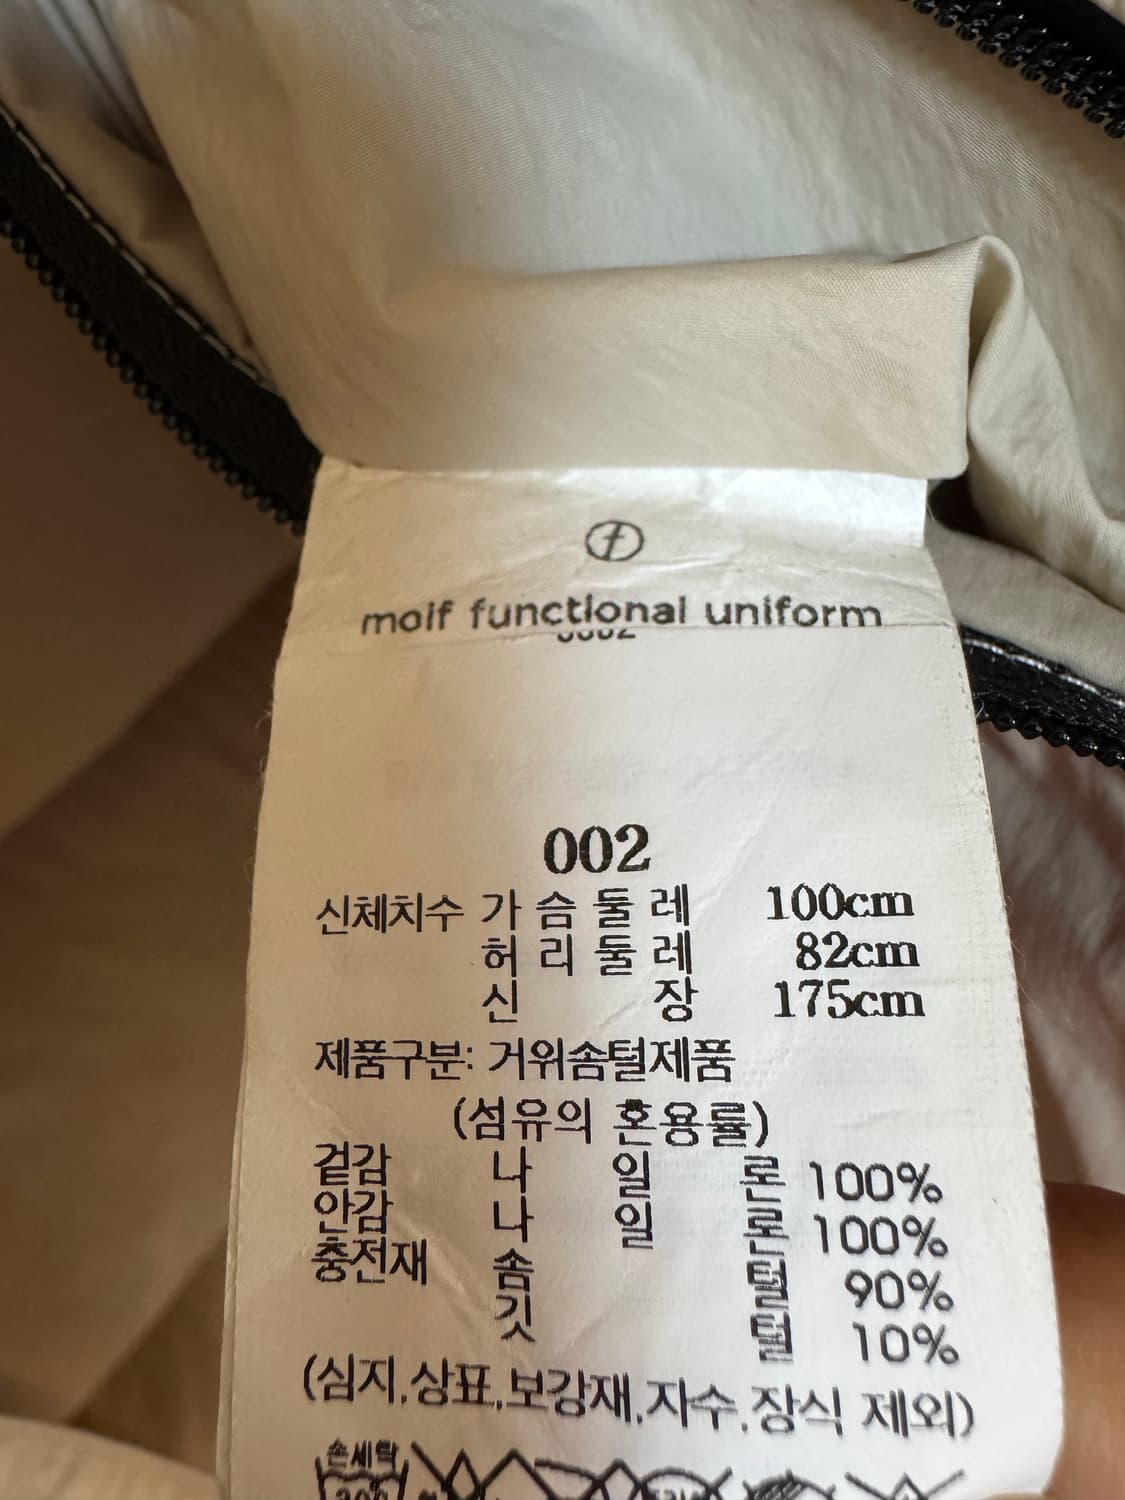 moif functional uniform
002
신체치수 가 슴 둘 레 100cm
허 리 둘 레 82cm
신 장 175cm
제품구분: 거위솜털제품
(섬유의 혼용률)
겉감 나 일 론 100%
안감 나 일 론 100%
충전재 솜 털 90%
깃 털 10%
(심지,상표,보강재,자수,장식 제외)
손세탁